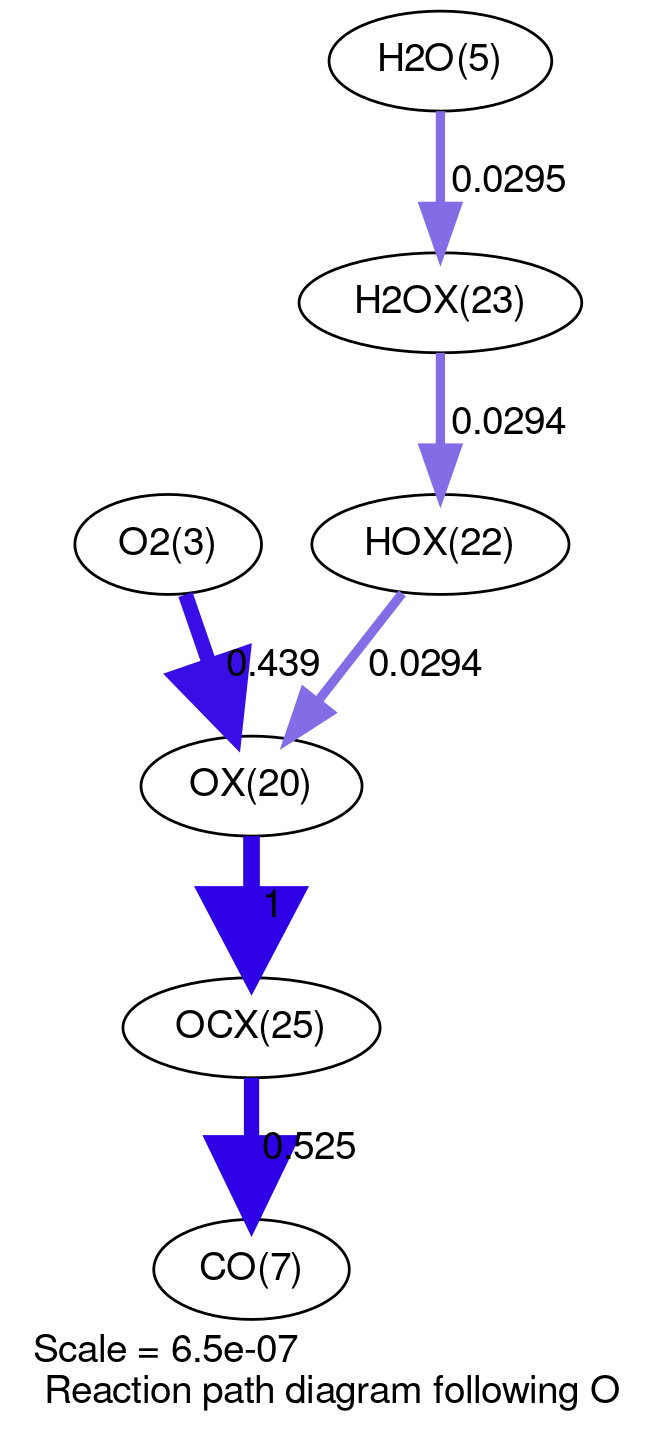 H2O(5)
0.0295
H2OX(23)
0.0294
O2(3)
HOX(22)
0.439
0.0294
OX(20)
1
OCX(25)
0.525
CO(7)
Scale = 6.5e-07
Reaction path diagram following O